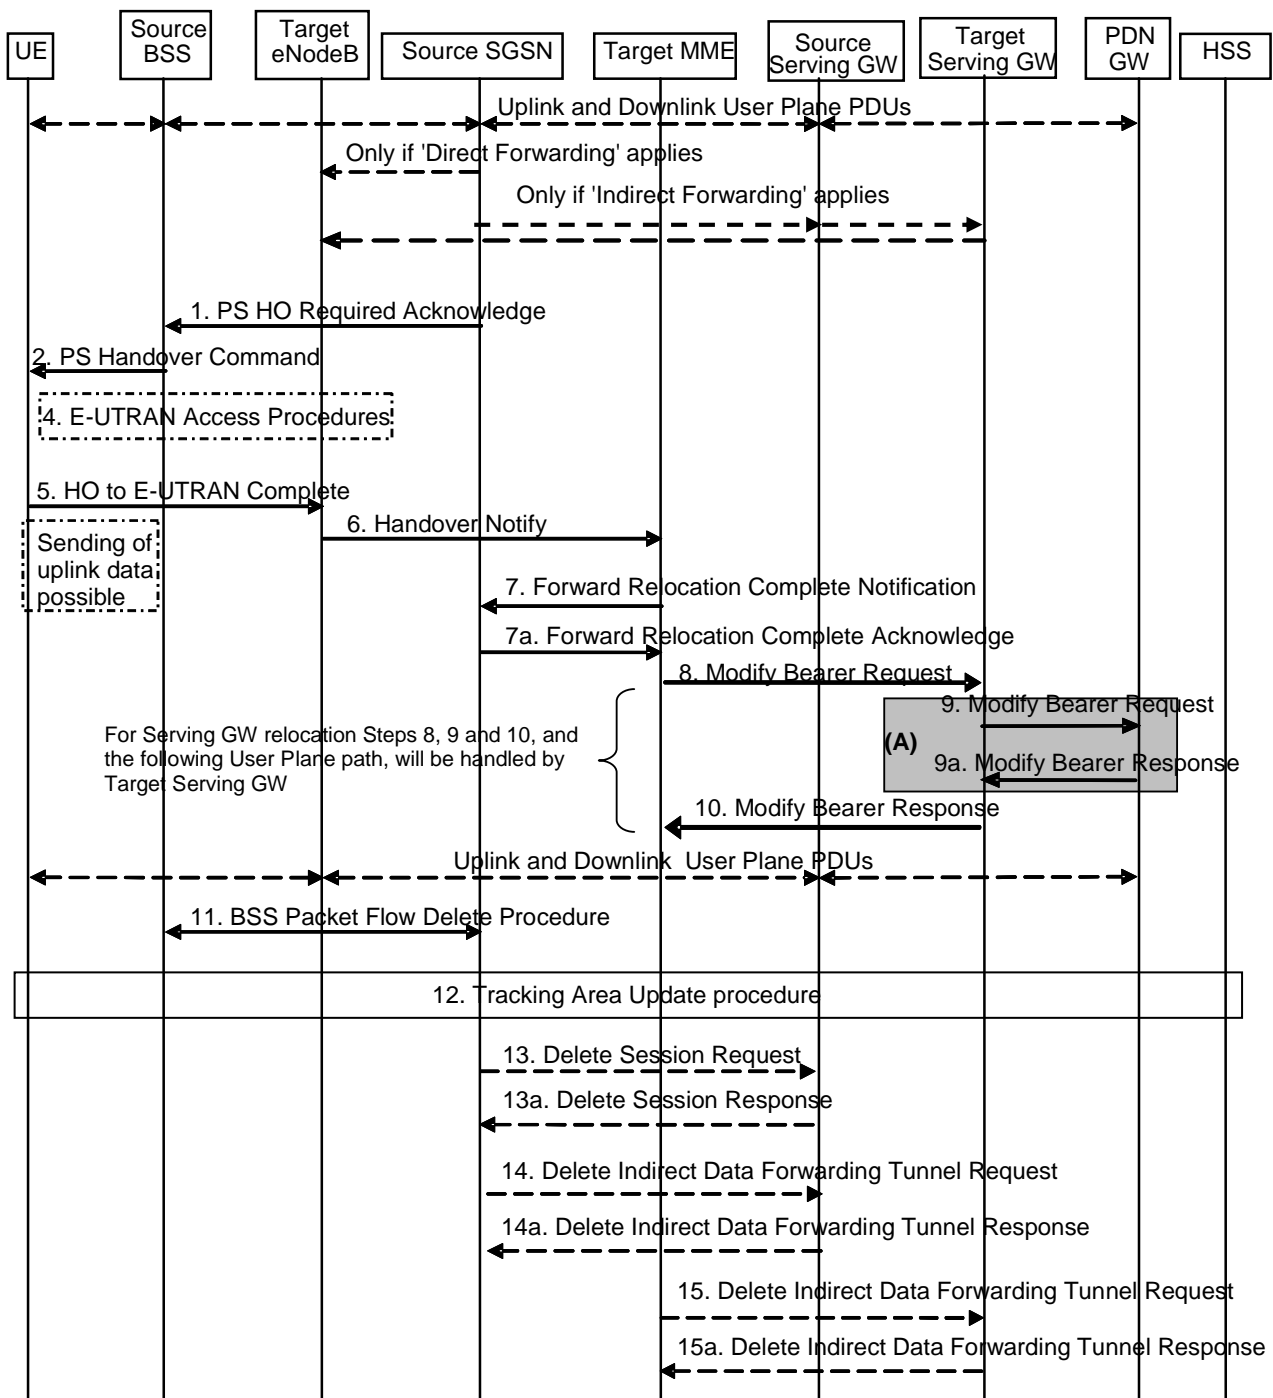 UE
Source
BSS
Target
eNodeB
Source SGSN
Target MME
Source
Serving GW
Target
Serving GW
PDN
GW
HSS
Uplink and Downlink User Plane PDUs
Only if 'Direct Forwarding' applies
Only if 'Indirect Forwarding' applies
1. PS HO Required Acknowledge
2. PS Handover Command
4. E-UTRAN Access Procedures
5. HO to E-UTRAN Complete
6. Handover Notify
Sending of
uplink data
possible
7. Forward Relocation Complete Notification
7a. Forward Relocation Complete Acknowledge
8. Modify Bearer Request
9. Modify Bearer Request
For Serving GW relocation Steps 8, 9 and 10, and
the following User Plane path, will be handled by
Target Serving GW
(A)
9a. Modify Bearer Response
10. Modify Bearer Response
Uplink and Downlink User Plane PDUs
11. BSS Packet Flow Delete Procedure
12. Tracking Area Update procedure
13. Delete Session Request
13a. Delete Session Response
14. Delete Indirect Data Forwarding Tunnel Request
14a. Delete Indirect Data Forwarding Tunnel Response
15. Delete Indirect Data Forwarding Tunnel Request
15a. Delete Indirect Data Forwarding Tunnel Response